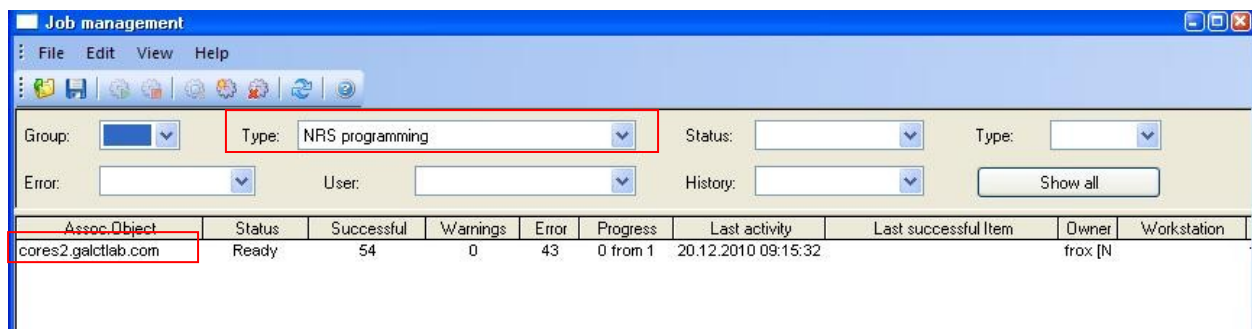 Job management
File Edit View Help
Group: Type: NRS programming Status: Type:
Error: User: History: Show all
Assoc.Object Status Successful Warnings Error Progress Last activity Last successful Item Owner Workstation
cores2.galctlab.com Ready 54 0 43 0 from 1 20.12.2010 09:15:32 frox [N